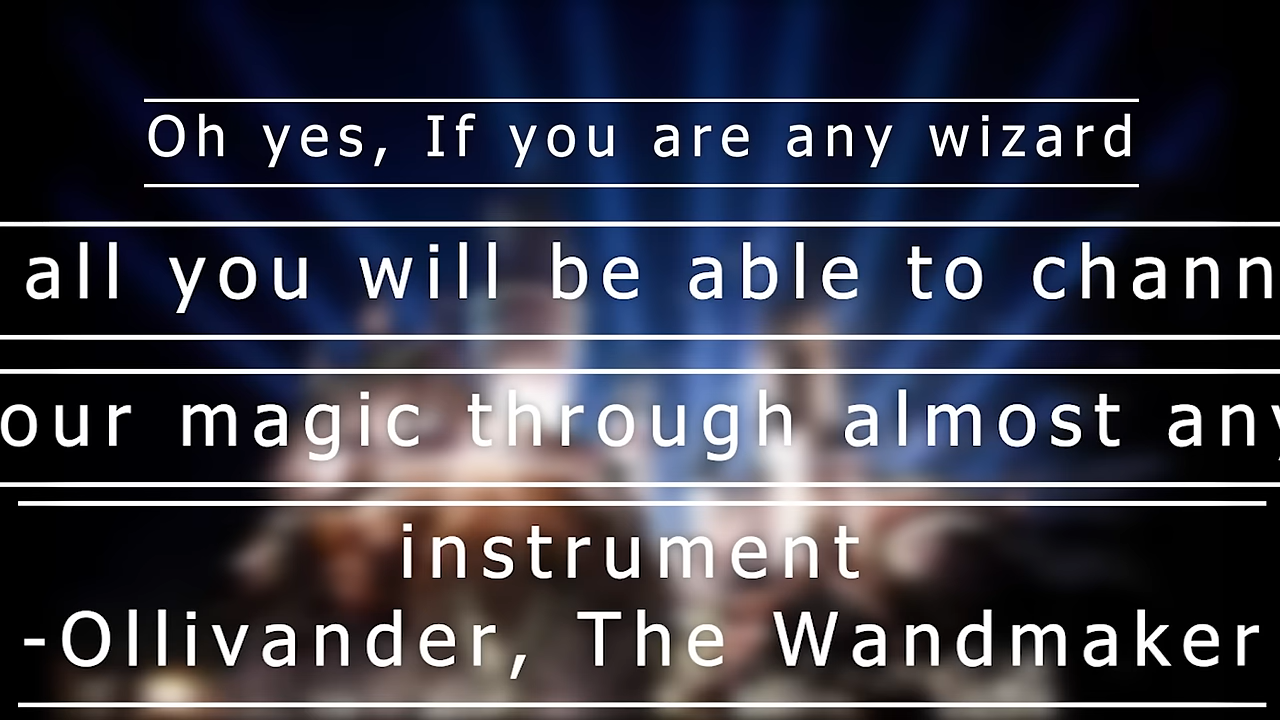 Oh yes, If you are any wizard
all you will be able to chann
our magic through almost any
instrument
-Ollivander, The Wandmaker